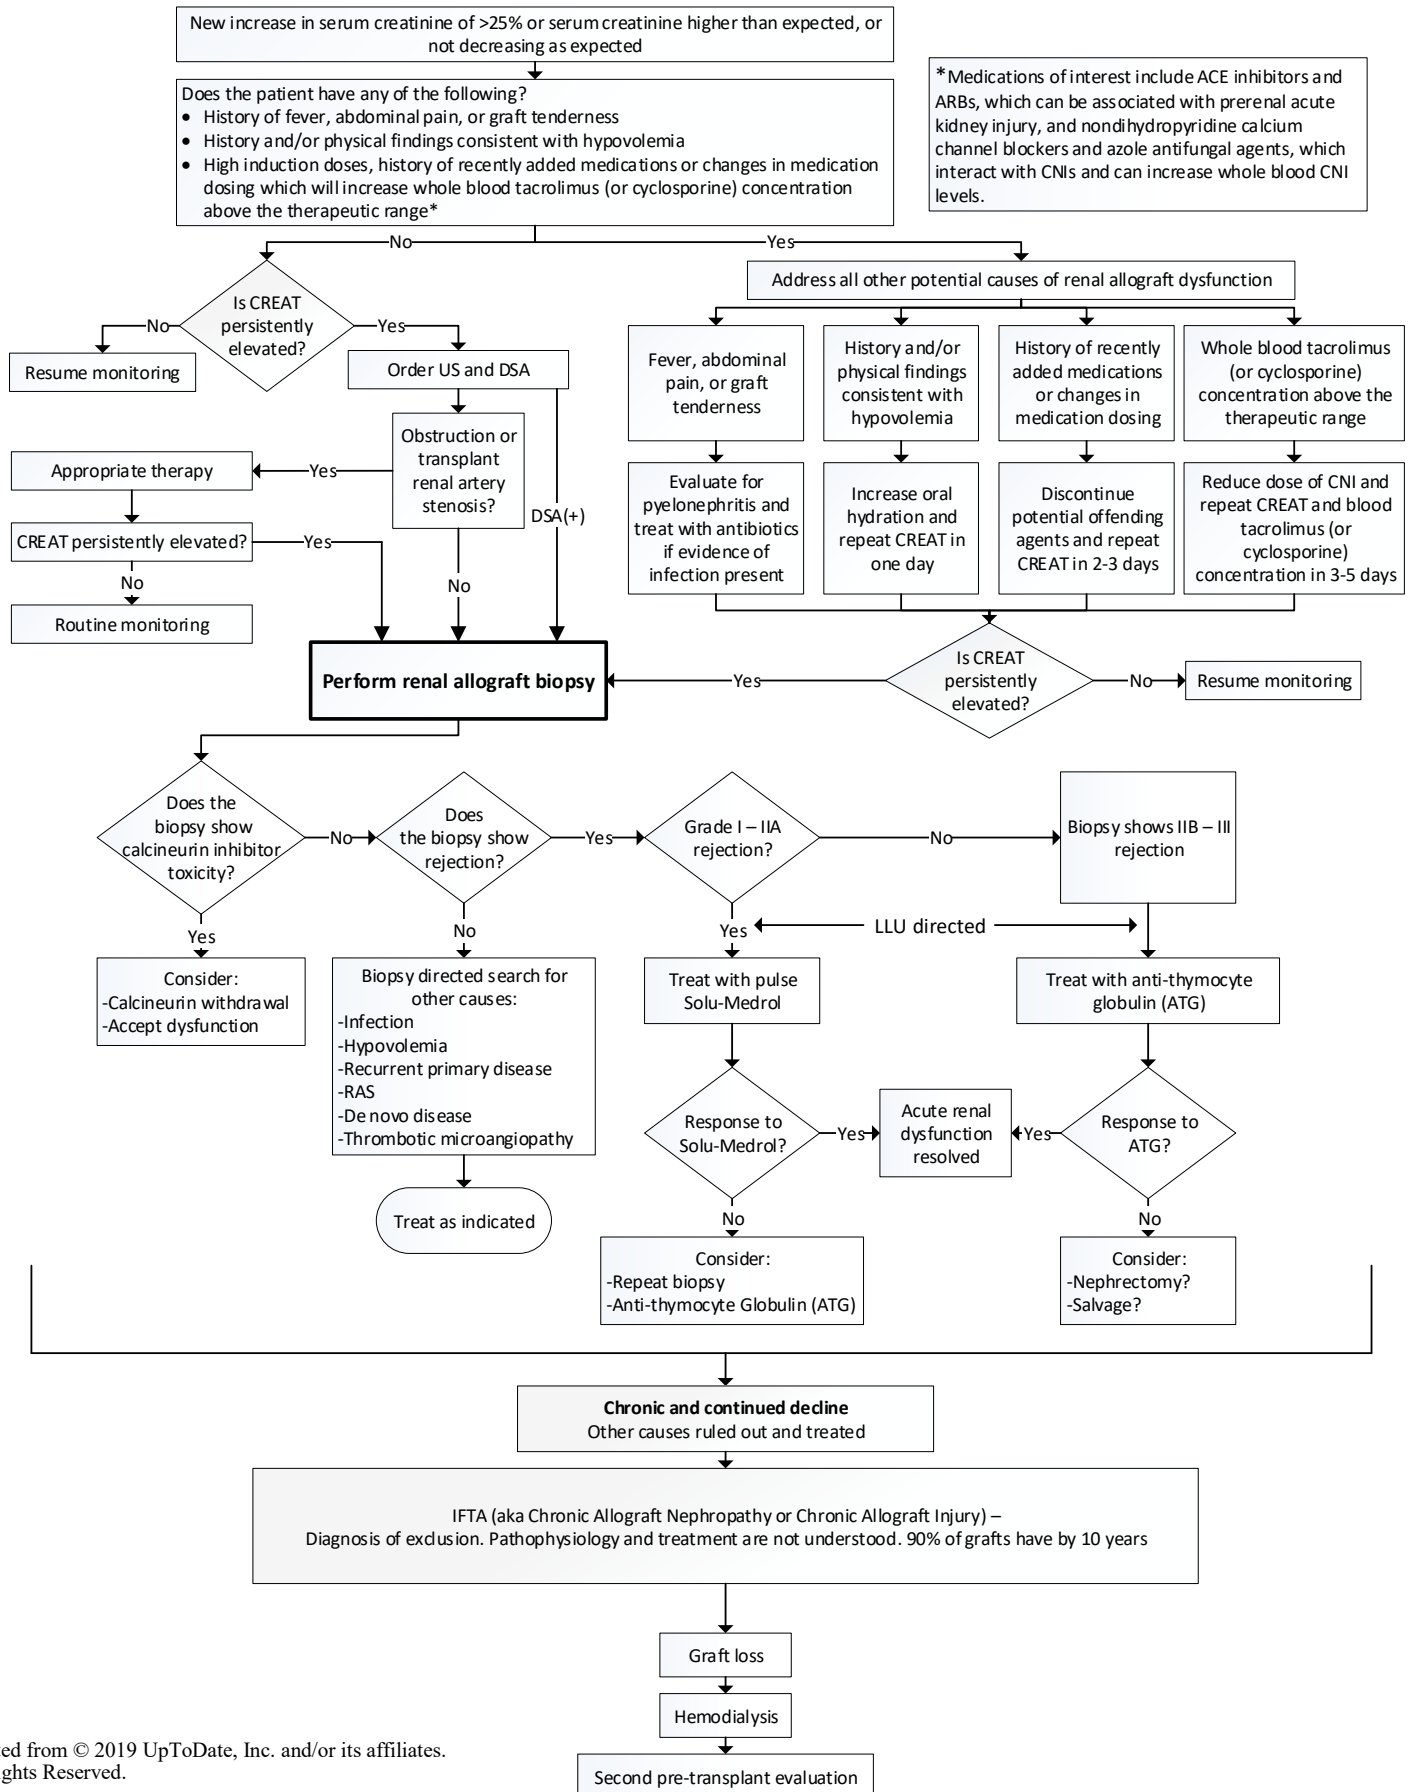 New increase in serum creatinine of >25% or serum creatinine higher than expected, or
not decreasing as expected
Does the patient have any of the following?
• History of fever, abdominal pain, or graft tenderness
• History and/or physical findings consistent with hypovolemia
• High induction doses, history of recently added medications or changes in medication
dosing which will increase whole blood tacrolimus (or cyclosporine) concentration
above the therapeutic range*
*Medications of interest include ACE inhibitors and
ARBs, which can be associated with prerenal acute
kidney injury, and nondihydropyridine calcium
channel blockers and azole antifungal agents, which
interact with CNIs and can increase whole blood CNI
levels.
No
Yes
Is CREAT
persistently
elevated?
No
Yes
Resume monitoring
Order US and DSA
Obstruction or
transplant
renal artery
stenosis?
Yes
Appropriate therapy
CREAT persistently elevated?
Yes
No
Routine monitoring
No
DSA(+)
Address all other potential causes of renal allograft dysfunction
Fever, abdominal
pain, or graft
tenderness
History and/or
physical findings
consistent with
hypovolemia
History of recently
added medications
or changes in
medication dosing
Whole blood tacrolimus
(or cyclosporine)
concentration above the
therapeutic range
Evaluate for
pyelonephritis and
treat with antibiotics
if evidence of
infection present
Increase oral
hydration and
repeat CREAT in
one day
Discontinue
potential offending
agents and repeat
CREAT in 2-3 days
Reduce dose of CNI and
repeat CREAT and blood
tacrolimus (or
cyclosporine)
concentration in 3-5 days
Is CREAT
persistently
elevated?
Yes
No
Resume monitoring
Perform renal allograft biopsy
Does the
biopsy show
calcineurin inhibitor
toxicity?
No
Does
the biopsy show
rejection?
Yes
Grade I – IIA
rejection?
No
Biopsy shows IIB – III
rejection
Yes
No
Yes
LLU directed
Consider:
-Calcineurin withdrawal
-Accept dysfunction
Biopsy directed search for
other causes:
-Infection
-Hypovolemia
-Recurrent primary disease
-RAS
-De novo disease
-Thrombotic microangiopathy
Treat as indicated
Treat with pulse
Solu-Medrol
Treat with anti-thymocyte
globulin (ATG)
Response to
Solu-Medrol?
Yes
Acute renal
dysfunction
resolved
Yes
Response to
ATG?
No
No
Consider:
-Repeat biopsy
-Anti-thymocyte Globulin (ATG)
Consider:
-Nephrectomy?
-Salvage?
Chronic and continued decline
Other causes ruled out and treated
IFTA (aka Chronic Allograft Nephropathy or Chronic Allograft Injury) –
Diagnosis of exclusion. Pathophysiology and treatment are not understood. 90% of grafts have by 10 years
Graft loss
Hemodialysis
Second pre-transplant evaluation
from © 2019 UpToDate, Inc. and/or its affiliates.
Reserved.